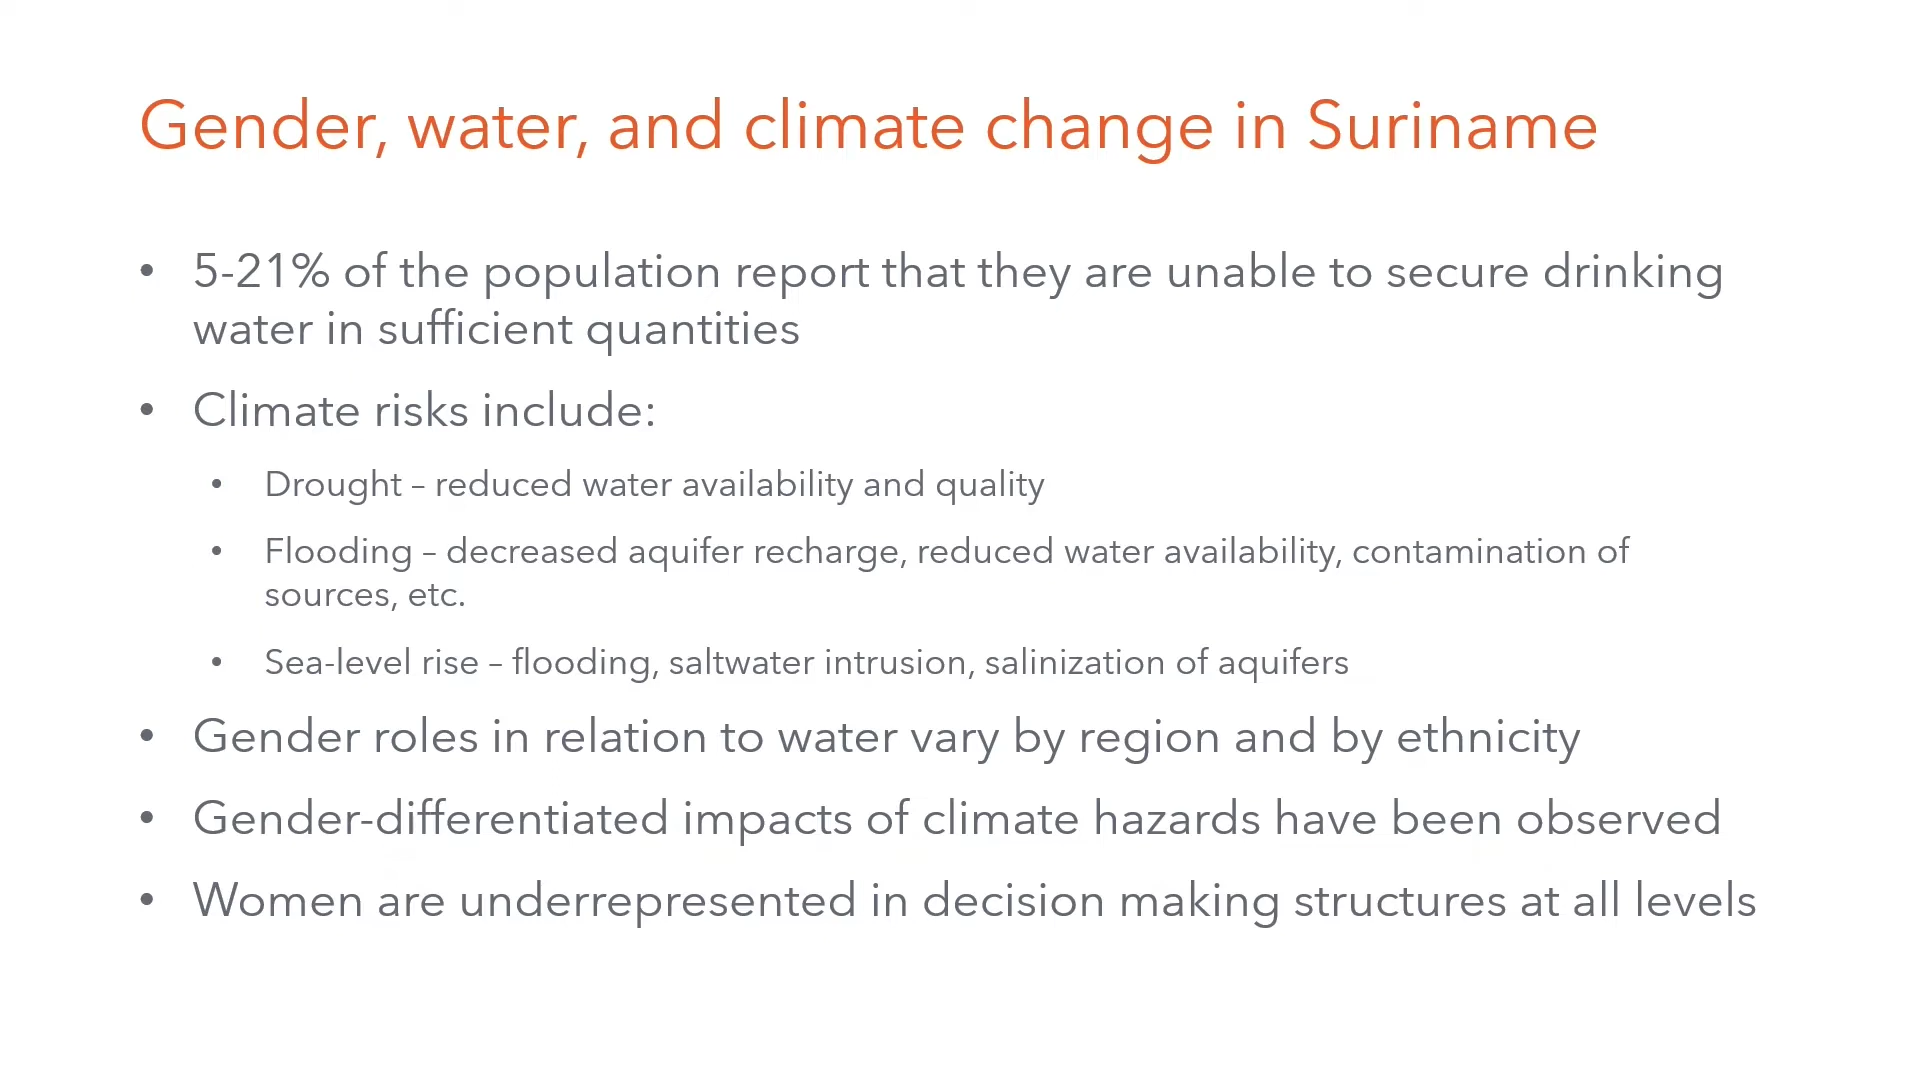 Gender, water, and climate change in Suriname
• 5-21% of the population report that they are unable to secure drinking
water in sufficient quantities
• Climate risks include:
• Drought – reduced water availability and quality
• Flooding – decreased aquifer recharge, reduced water availability, contamination of
sources, etc.
• Sea-level rise – flooding, saltwater intrusion, salinization of aquifers
• Gender roles in relation to water vary by region and by ethnicity
• Gender-differentiated impacts of climate hazards have been observed
• Women are underrepresented in decision making structures at all levels